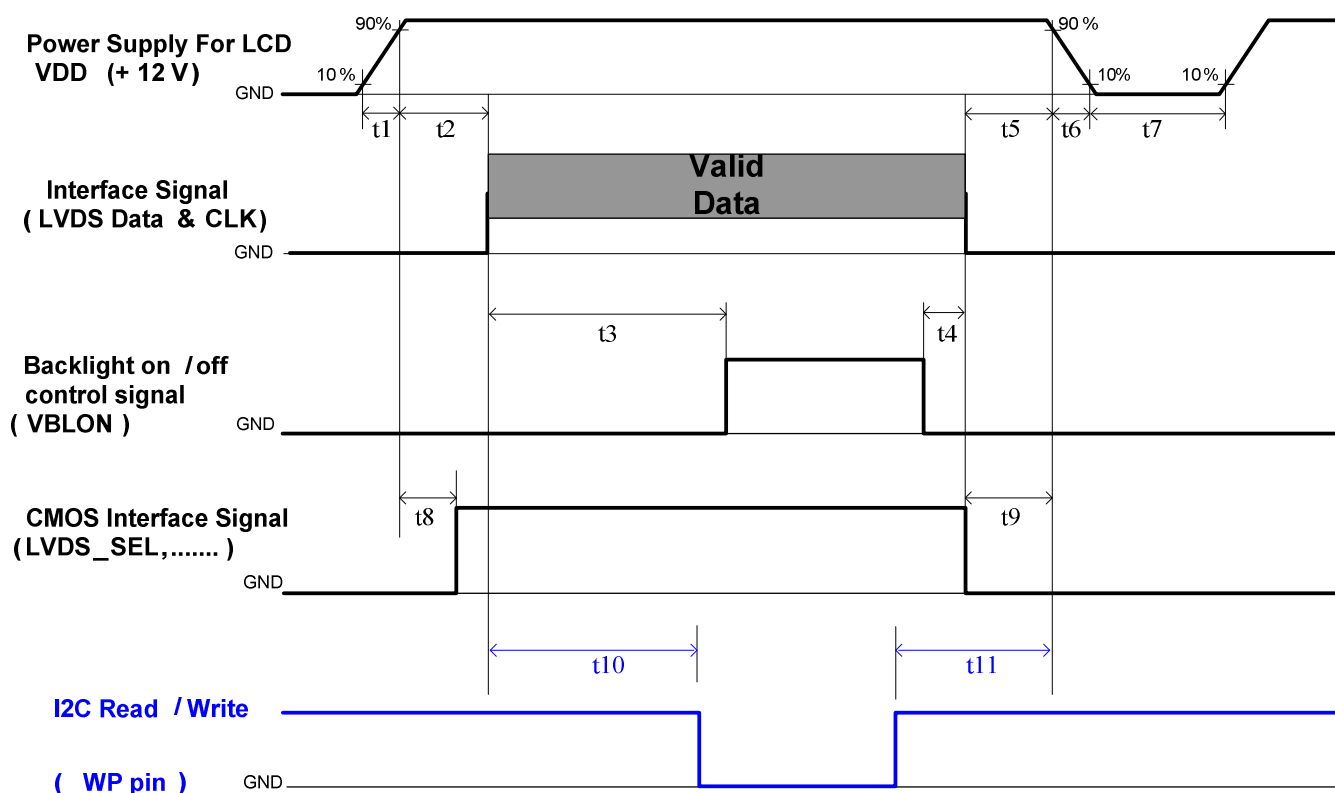 90%
90 %
Power Supply For LCD
VDD (+ 12 V)
10 %
10%
10 %
GND
t1
t2
t5
t6
t7
Valid
Data
Interface Signal
( LVDS Data & CLK)
GND
t3
t4
Backlight on / off
control signal
( VBLON )
GND
t8
t9
CMOS Interface Signal
(LVDS_SEL,....... )
GND
t10
t11
I2C Read / Write
( WP pin )
GND